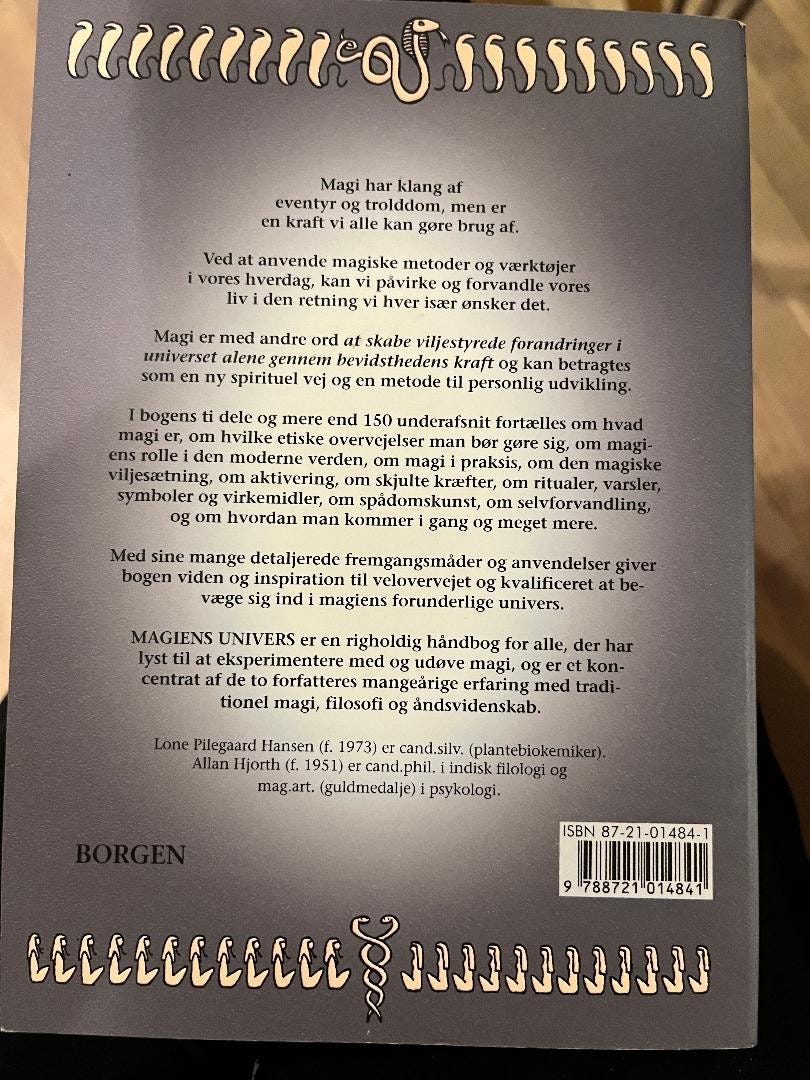 Magi har klang af
eventyr og trolddom, men er
en kraft vi alle kan gøre brug af.
Ved at anvende magiske metoder og værktøjer
i vores hverdag, kan vi påvirke og forvandle vores
liv i den retning vi hver især ønsker det.
Magi er med andre ord at skabe viljestyrede forandringer i
universet alene gennem bevidsthedens kraft og kan betragtes
som en ny spirituel vej og en metode til personlig udvikling.
I bogens ti dele og mere end 150 underafsnit fortælles om hvad
magi er, om hvilke etiske overvejelser man bør gøre sig, om magi-
ens rolle i den moderne verden, om magi i praksis, om den magiske
viljesætning, om aktivering, om skjulte kræfter, om ritualer, varsler,
symboler og virkemidler, om spådomskunst, om selvforvandling,
og om hvordan man kommer i gang og meget mere.
Med sine mange detaljerede fremgangsmåder og anvendelser giver
bogen viden og inspiration til velovervejet og kvalificeret at be-
væge sig ind i magiens forunderlige univers.
MAGIENS UNIVERS er en righoldig håndbog for alle, der har
lyst til at eksperimentere med og udøve magi, og er et kon-
centrat af de to forfatteres mangeårige erfaring med tradi-
tionel magi, filosofi og åndsvidenskab.
Lone Pilegaard Hansen (f. 1973) er cand.silv. (plantebiokemiker).
Allan Hjorth (f. 1951) er cand.phil. i indisk filologi og
mag.art. (guldmedalje) i psykologi.
BORGEN
ISBN 87-21-01484-1
9 788721 014841